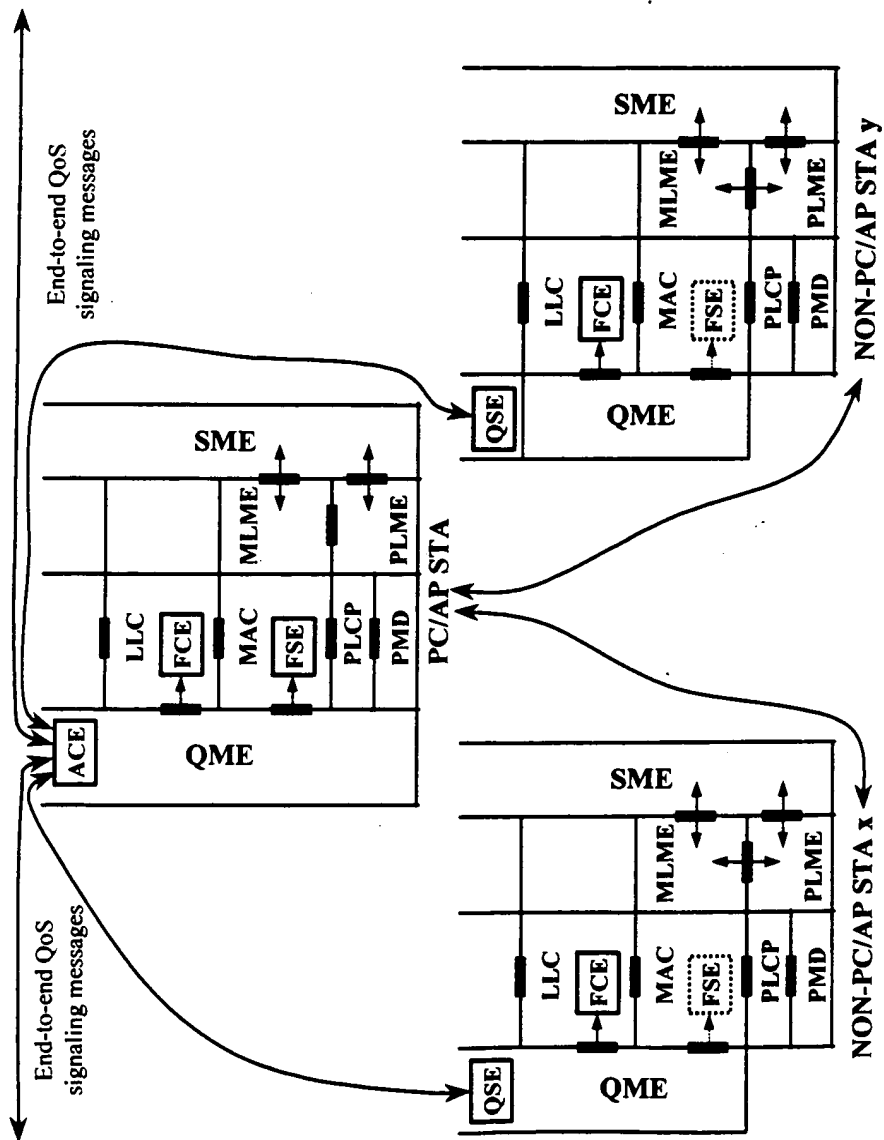 End-to-end QoS
signaling messages
End-to-end QoS
signaling messages
ACE
QME
SME
LLC
FCE
MAC
FSE
PLCP
PMD
MLME
PLME
PC/AP STA
QSE
QME
SME
LLC
FCE
MAC
FSE
PLCP
PMD
MLME
PLME
NON-PC/AP STA x
QSE
QME
SME
LLC
FCE
MAC
FSE
PLCP
PMD
MLME
PLME
NON-PC/AP STA y